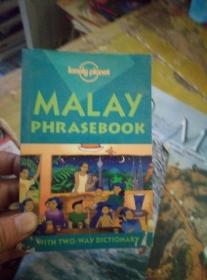 lonely planet
MALAY
PHRASEBOOK
WITH TWO-WAY DICTIONARY